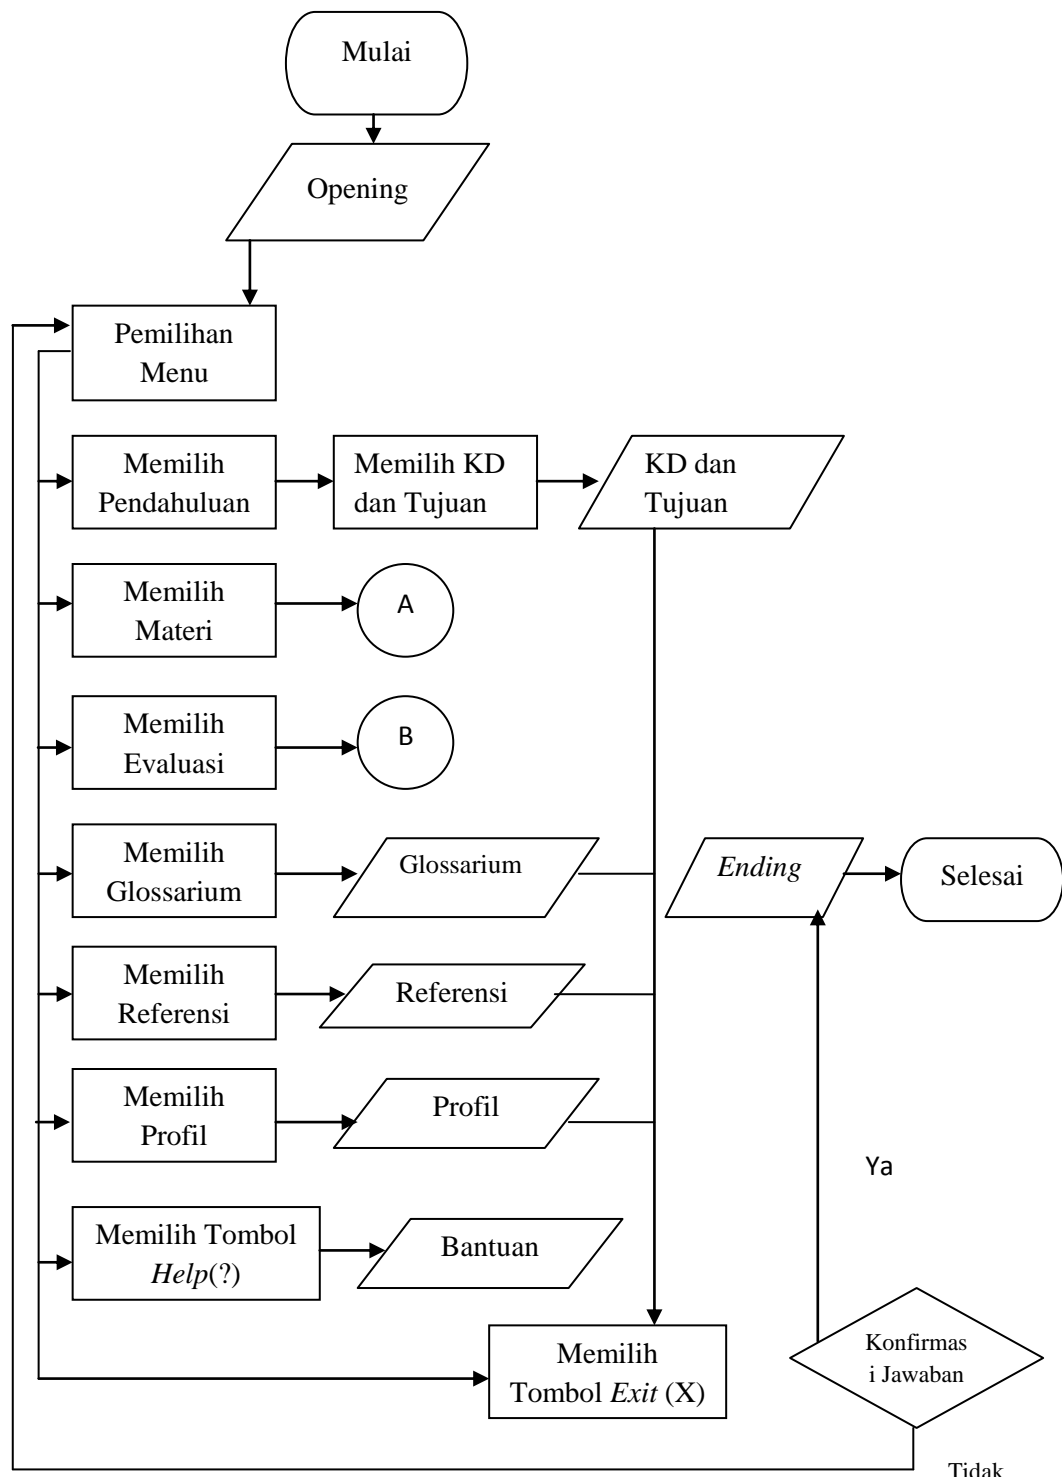 Mulai
Opening
Pemilihan
Menu
Memilih
Pendahuluan
Memilih KD
dan Tujuan
KD dan
Tujuan
Memilih
Materi
A
Memilih
Evaluasi
B
Memilih
Glossarium
Glossarium
Ending
Selesai
Memilih
Referensi
Referensi
Memilih
Profil
Profil
Ya
Memilih Tombol
Help(?)
Bantuan
Memilih
Tombol Exit (X)
Konfirmas
i Jawaban
Tidak